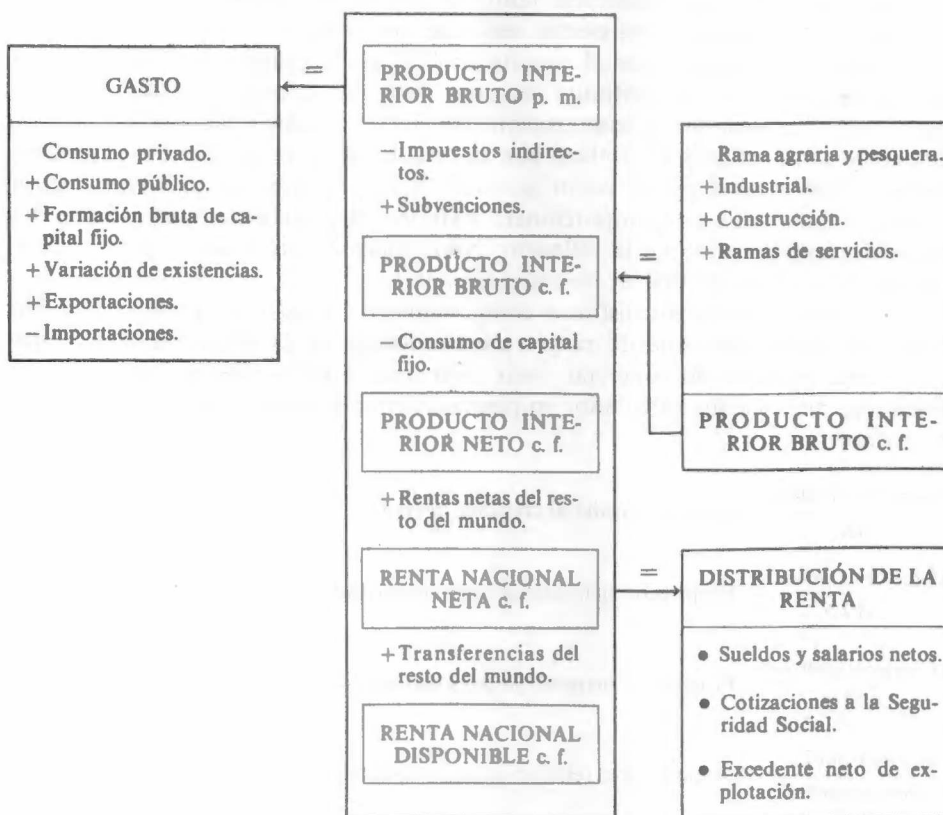 GASTO
Consumo privado.
+ Consumo público.
+ Formación bruta de ca-
pital fijo.
+ Variación de existencias.
+ Exportaciones.
− Importaciones.
=
PRODUCTO INTE-
RIOR BRUTO p. m.
− Impuestos indirec-
tos.
+ Subvenciones.
PRODUCTO INTE-
RIOR BRUTO c. f.
− Consumo de capital
fijo.
PRODUCTO INTE-
RIOR NETO c. f.
+ Rentas netas del res-
to del mundo.
RENTA NACIONAL
NETA c. f.
+ Transferencias del
resto del mundo.
RENTA NACIONAL
DISPONIBLE c. f.
=
Rama agraria y pesquera.
+ Industrial.
+ Construcción.
+ Ramas de servicios.
PRODUCTO INTE-
RIOR BRUTO c. f.
=
DISTRIBUCIÓN DE LA
RENTA
• Sueldos y salarios netos.
• Cotizaciones a la Segu-
ridad Social.
• Excedente neto de ex-
plotación.